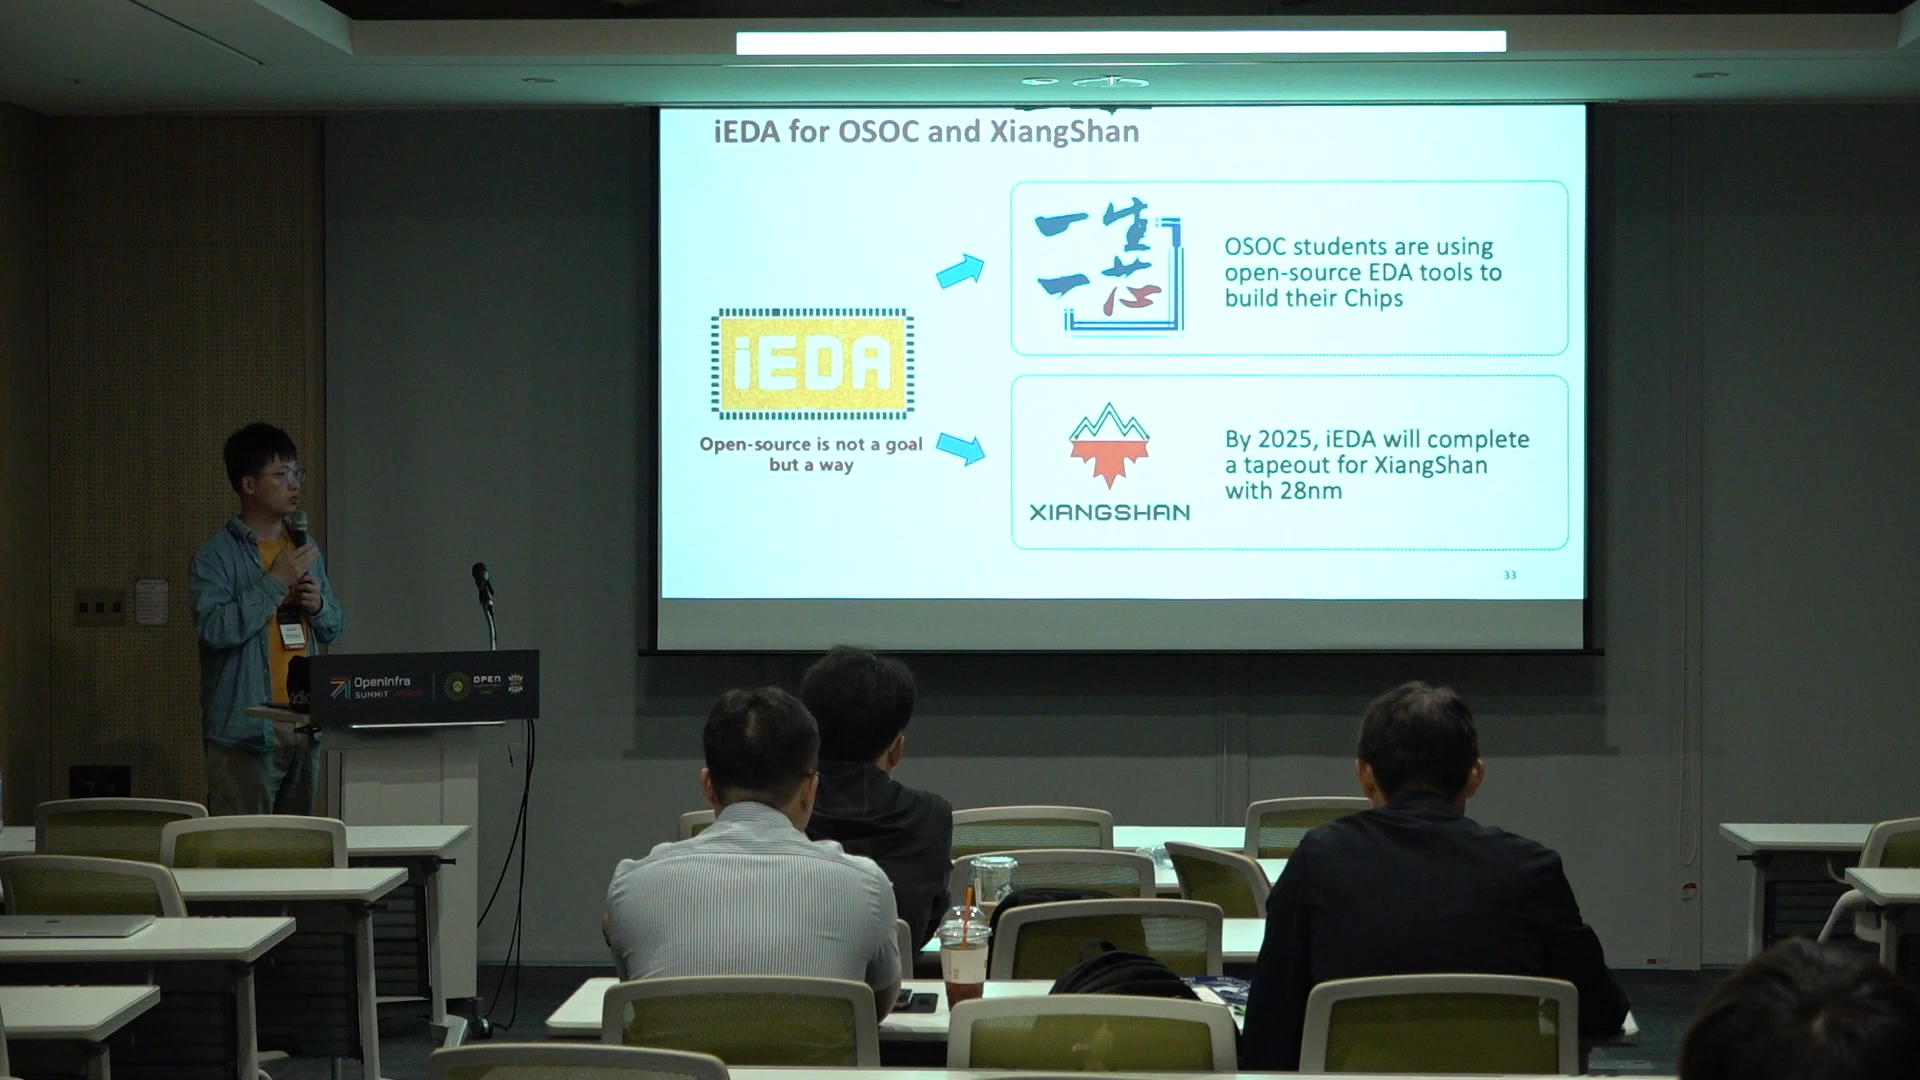 iEDA for OSOC and XiangShan
一生
一芯
OSOC students are using
open-source EDA tools to
build their Chips
iEDA
Open-source is not a goal
but a way
XIANGSHAN
By 2025, iEDA will complete
a tapeout for XiangShan
with 28nm
33
OpenInfra
SUMMIT
OPEN